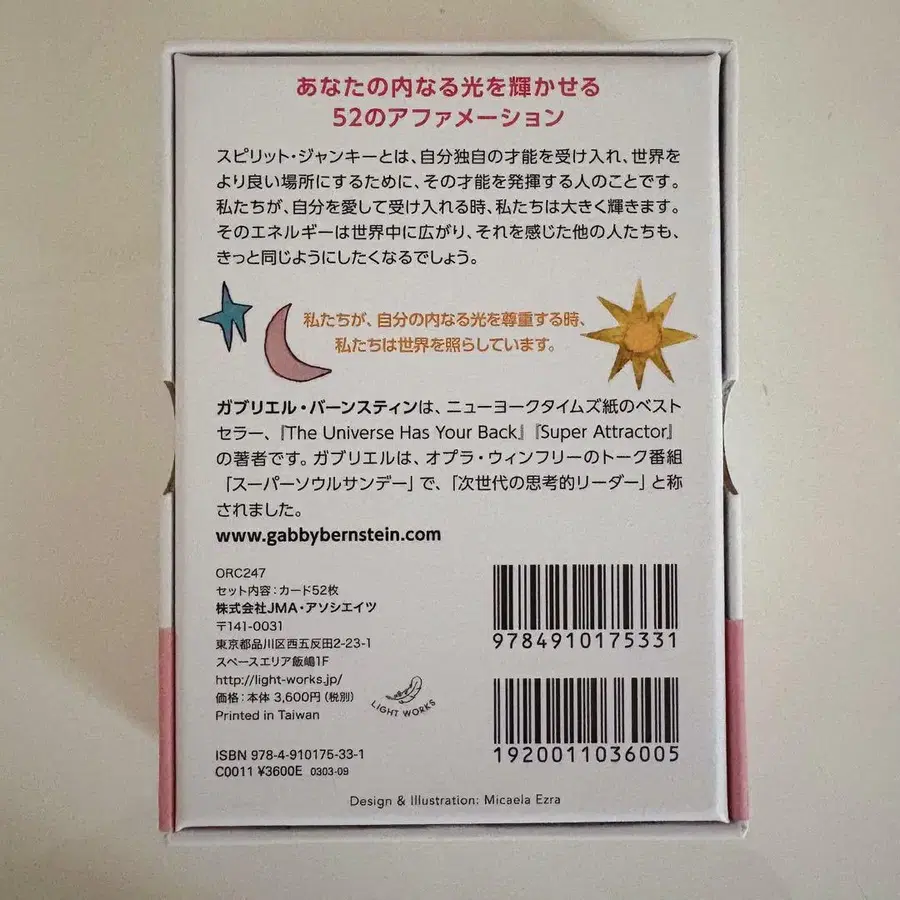 あなたの内なる光を輝かせる
52のアファメーション
スピリット・ジャンキーとは、自分独自の才能を受け入れ、世界を
より良い場所にするために、その才能を発揮する人のことです。
私たちが、自分を愛して受け入れる時、私たちは大きく輝きます。
そのエネルギーは世界中に広がり、それを感じた他の人たちも、
きっと同じようにしたくなるでしょう。
私たちが、自分の内なる光を尊重する時、
私たちは世界を照らしています。
ガブリエル・バーンスティンは、ニューヨークタイムズ紙のベスト
セラー、『The Universe Has Your Back』『Super Attractor』
の著者です。ガブリエルは、オプラ・ウィンフリーのトーク番組
「スーパーソウルサンデー」で、「次世代の思考的リーダー」と称
されました。
www.gabbybernstein.com
ORC247
セット内容：カード52枚
株式会社JMA・アソシエイツ
〒141-0031
東京都品川区西五反田2-23-1
スペースエリア飯嶋1F
http://light-works.jp/
価格：本体 3,600円（税別）
Printed in Taiwan
LIGHT WORKS
9784910175331
1920011036005
ISBN 978-4-910175-33-1
C0011 ¥3600E 0303-09
Design & Illustration: Micaela Ezra